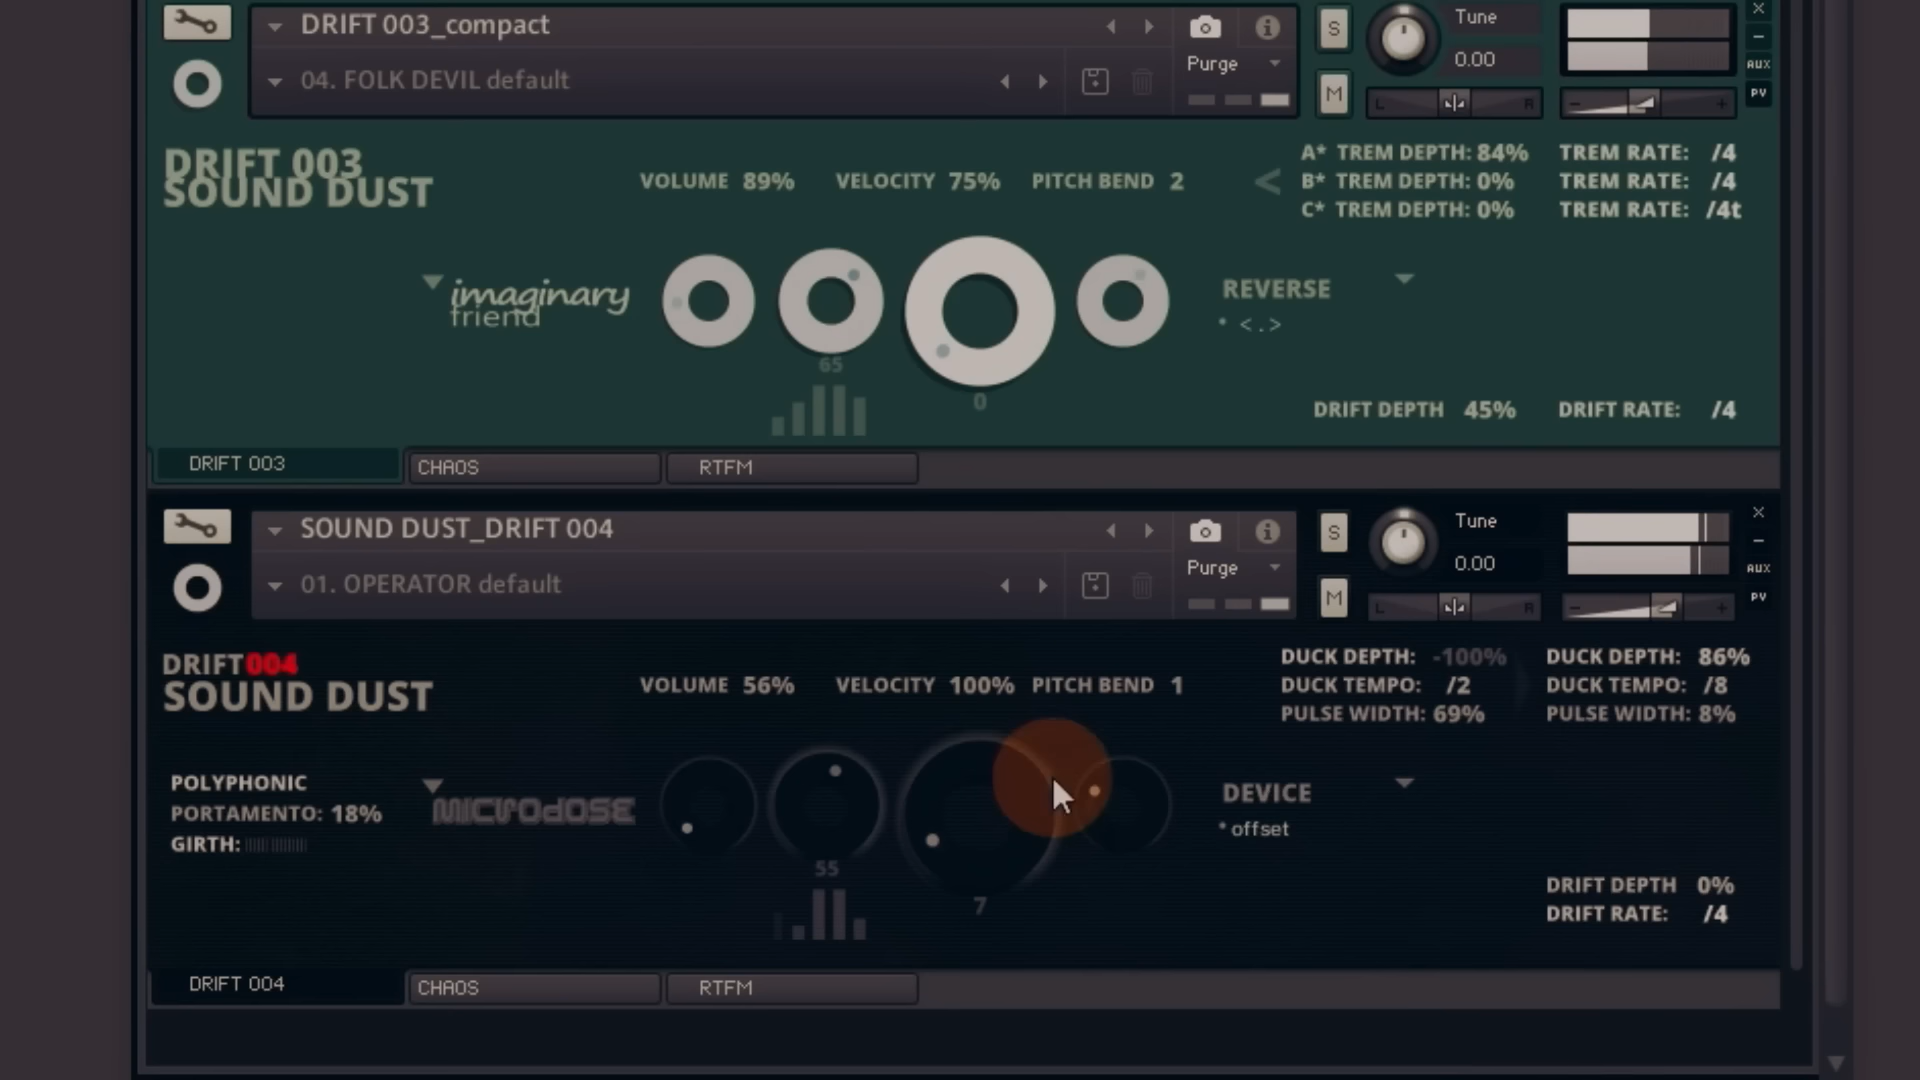 DRIFT 003_compact
Purge
S
Tune
0.00
AUX
04. FOLK DEVIL default
M
L R
- +
PV
DRIFT 003
SOUND DUST
VOLUME 89% VELOCITY 75% PITCH BEND 2
<
A* TREM DEPTH: 84% TREM RATE: /4
B* TREM DEPTH: 0% TREM RATE: /4
C* TREM DEPTH: 0% TREM RATE: /4t
imaginary
friend
65
0
REVERSE
* < . >
DRIFT DEPTH 45% DRIFT RATE: /4
DRIFT 003 CHAOS RTFM
SOUND DUST_DRIFT 004
Purge
S
Tune
0.00
AUX
01. OPERATOR default
M
L R
- +
PV
DRIFT004
SOUND DUST
VOLUME 56% VELOCITY 100% PITCH BEND 1
DUCK DEPTH: -100% DUCK DEPTH: 86%
DUCK TEMPO: /2 DUCK TEMPO: /8
PULSE WIDTH: 69% PULSE WIDTH: 8%
POLYPHONIC
PORTAMENTO: 18%
GIRTH:
MICRODOSE
55
7
DEVICE
* offset
DRIFT DEPTH 0%
DRIFT RATE: /4
DRIFT 004 CHAOS RTFM